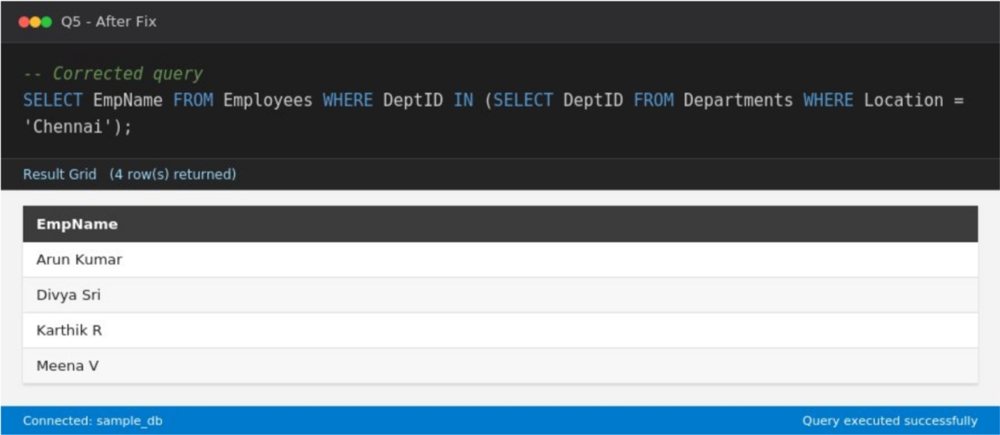 Q5 - After Fix
-- Corrected query
SELECT EmpName FROM Employees WHERE DeptID IN (SELECT DeptID FROM Departments WHERE Location =
'Chennai');
Result Grid (4 row(s) returned)
EmpName
Arun Kumar
Divya Sri
Karthik R
Meena V
Connected: sample_db Query executed successfully